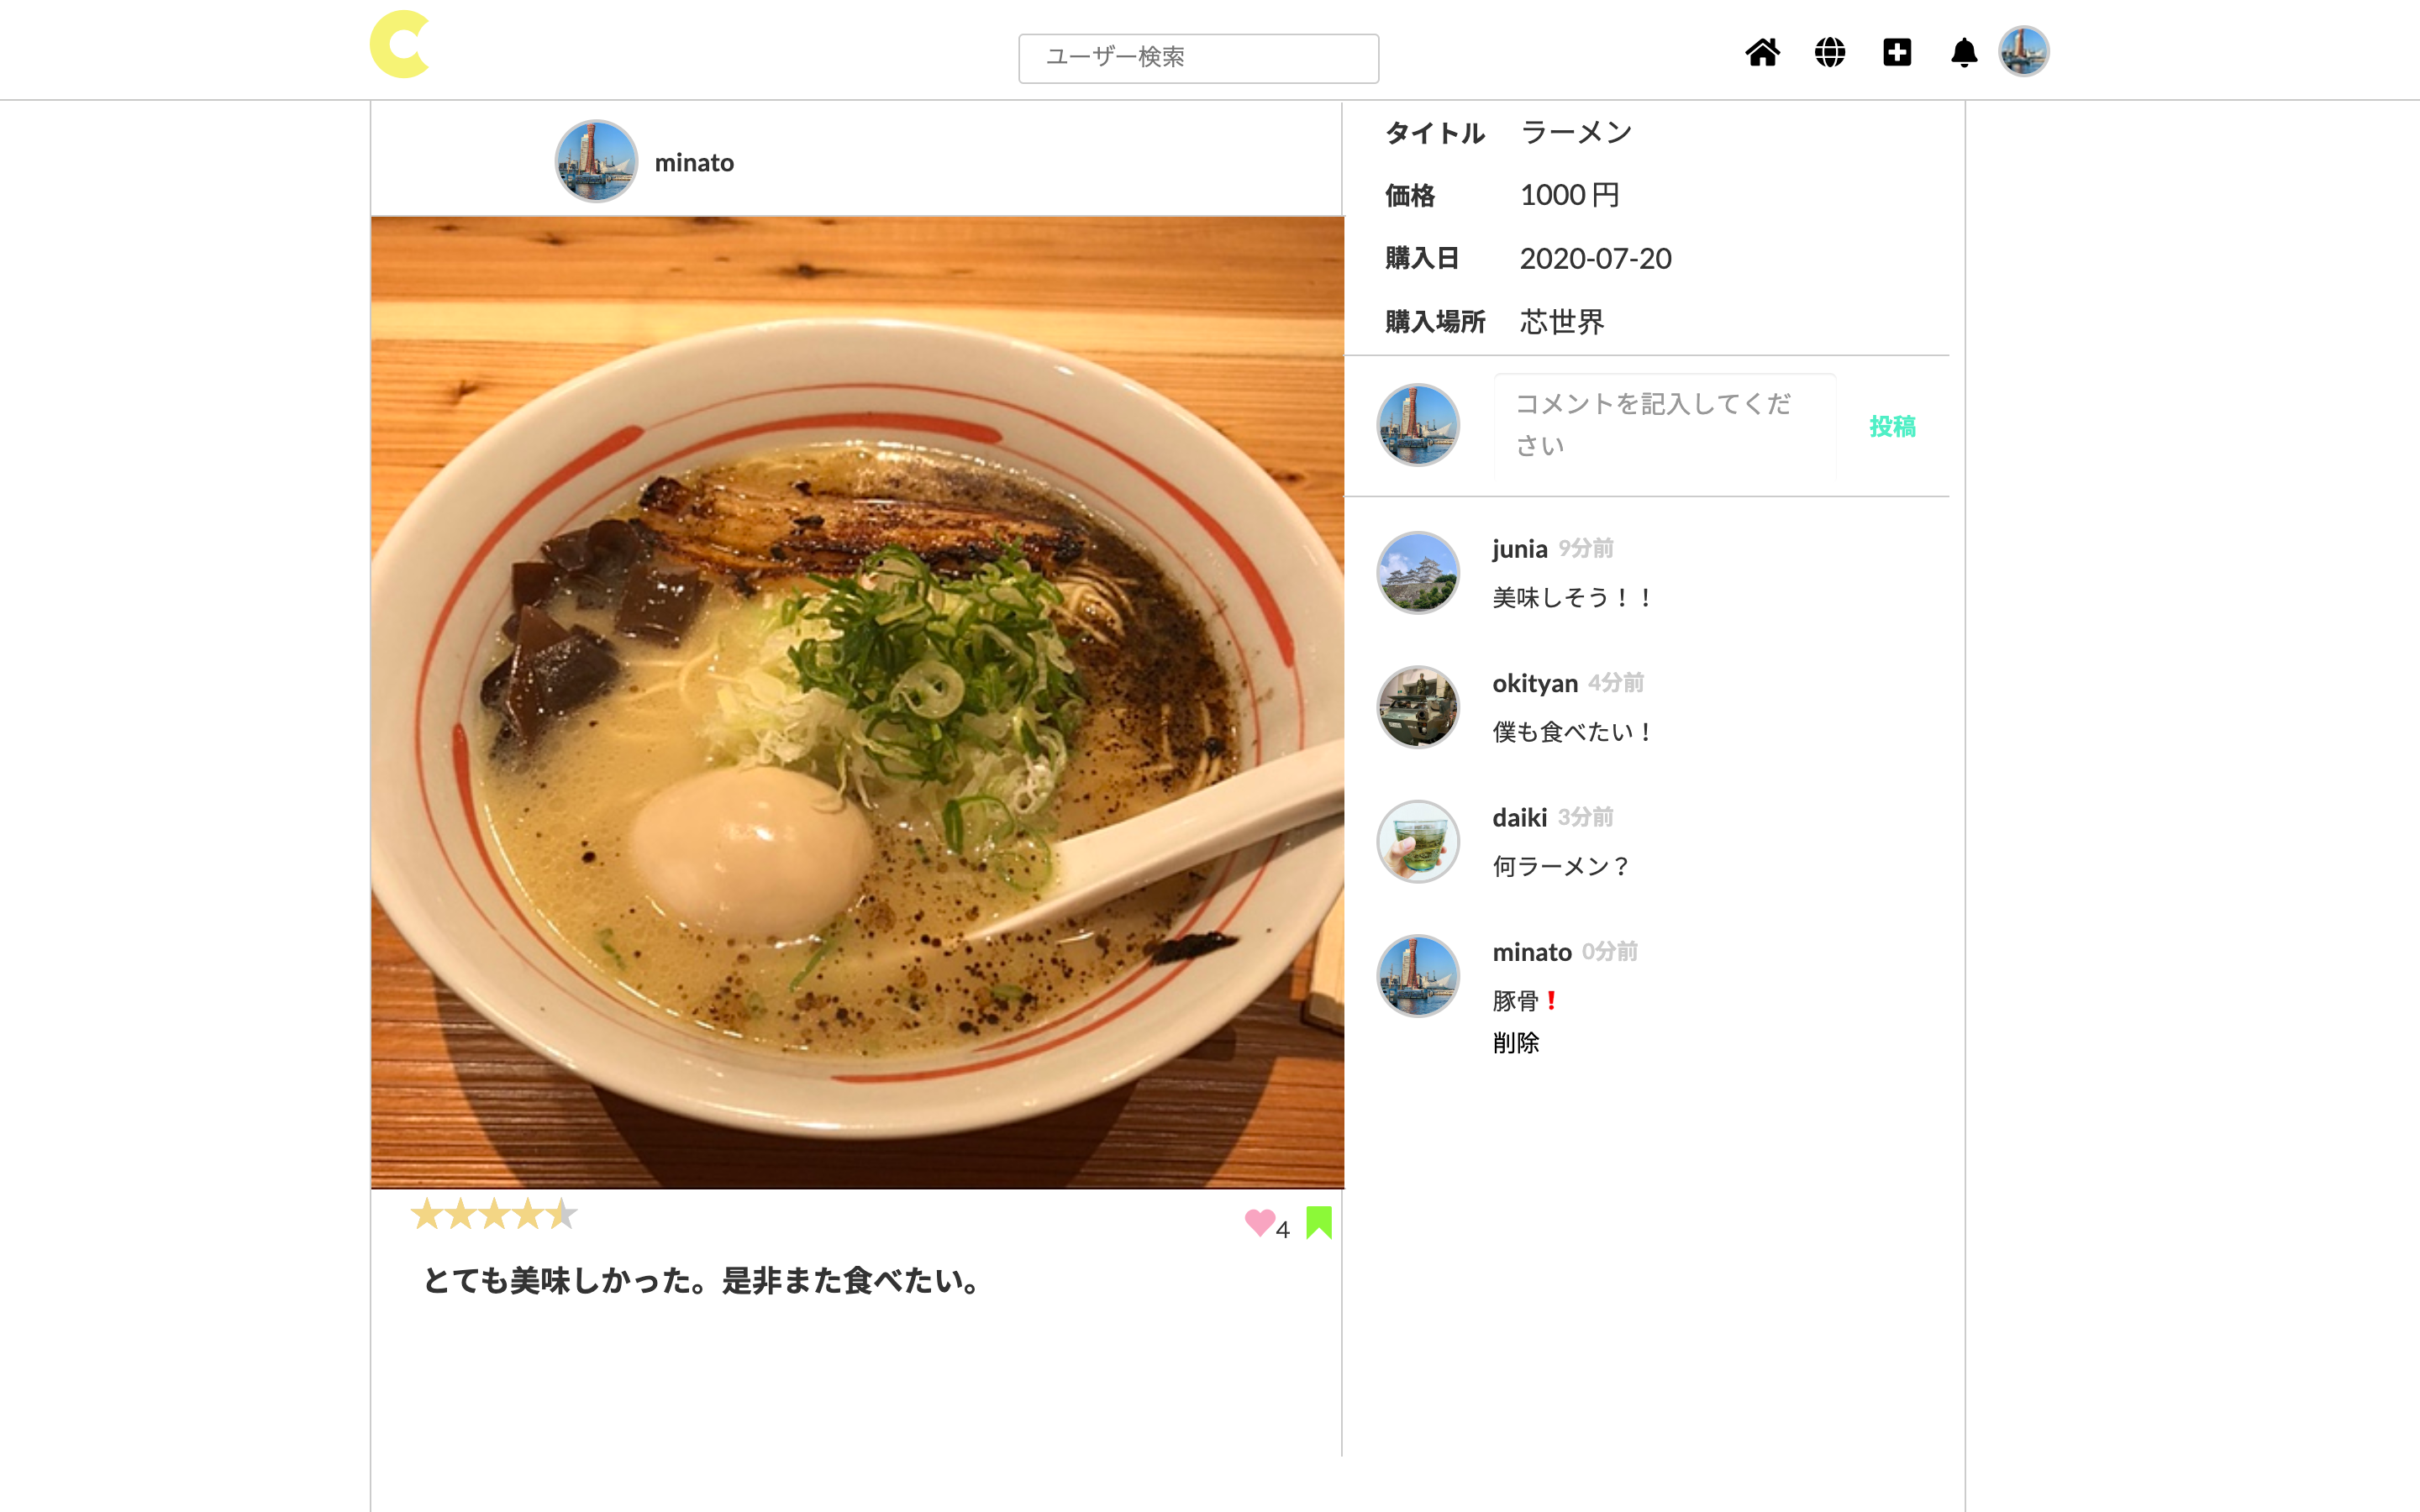 ユーザー検索
minato
タイトル ラーメン
価格 1000 円
購入日 2020-07-20
購入場所 芯世界
コメントを記入してくだ
さい
投稿
junia 9分前
美味しそう！！
okityan 4分前
僕も食べたい！
daiki 3分前
何ラーメン？
minato 0分前
豚骨❗
削除
4
とても美味しかった。是非また食べたい。